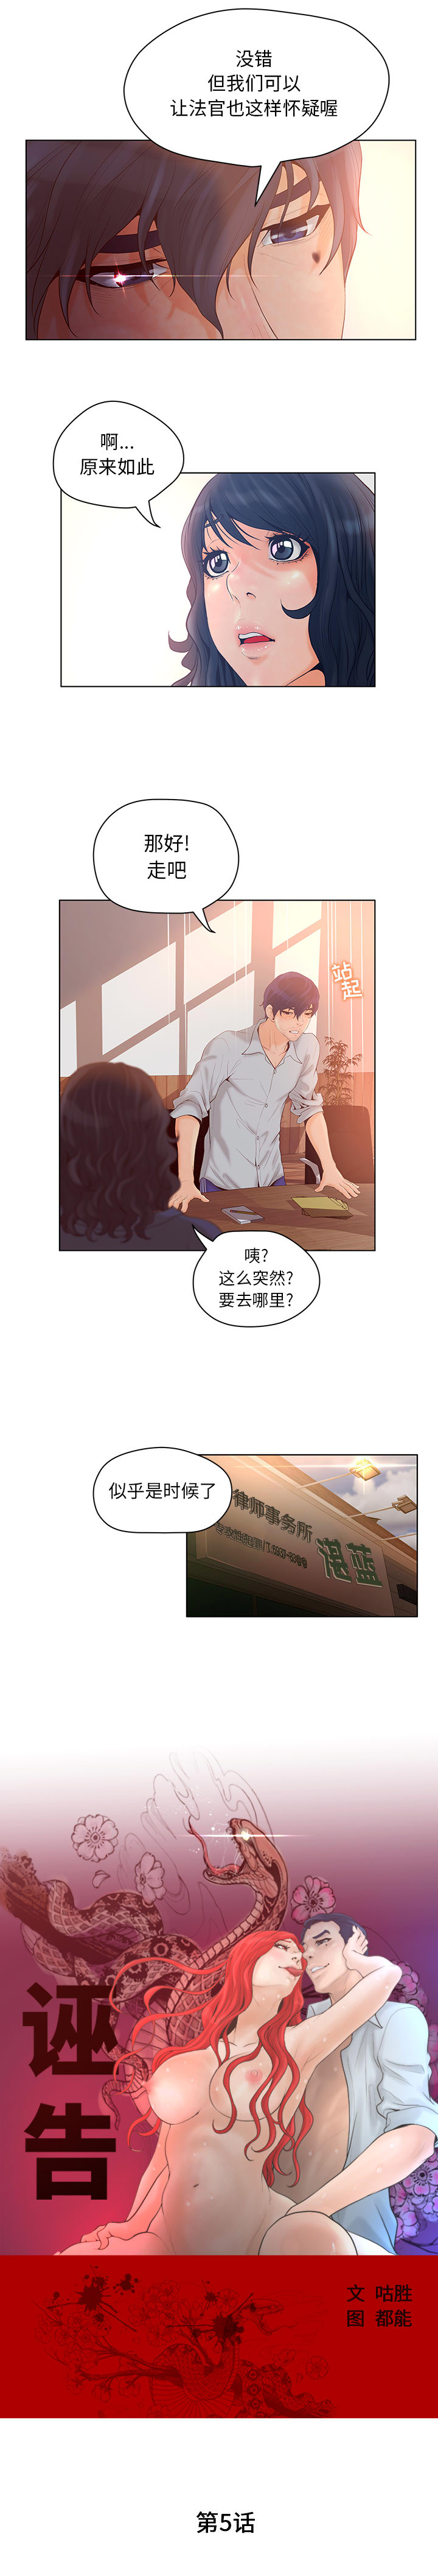 没错
但我们可以
让法官也这样怀疑喔
啊...
原来如此
那好!
走吧
站起
咦?
这么突然?
要去哪里?
似乎是时候了
律师事务所
湛蓝
诬告
文 咕胜
图 都能
第5话